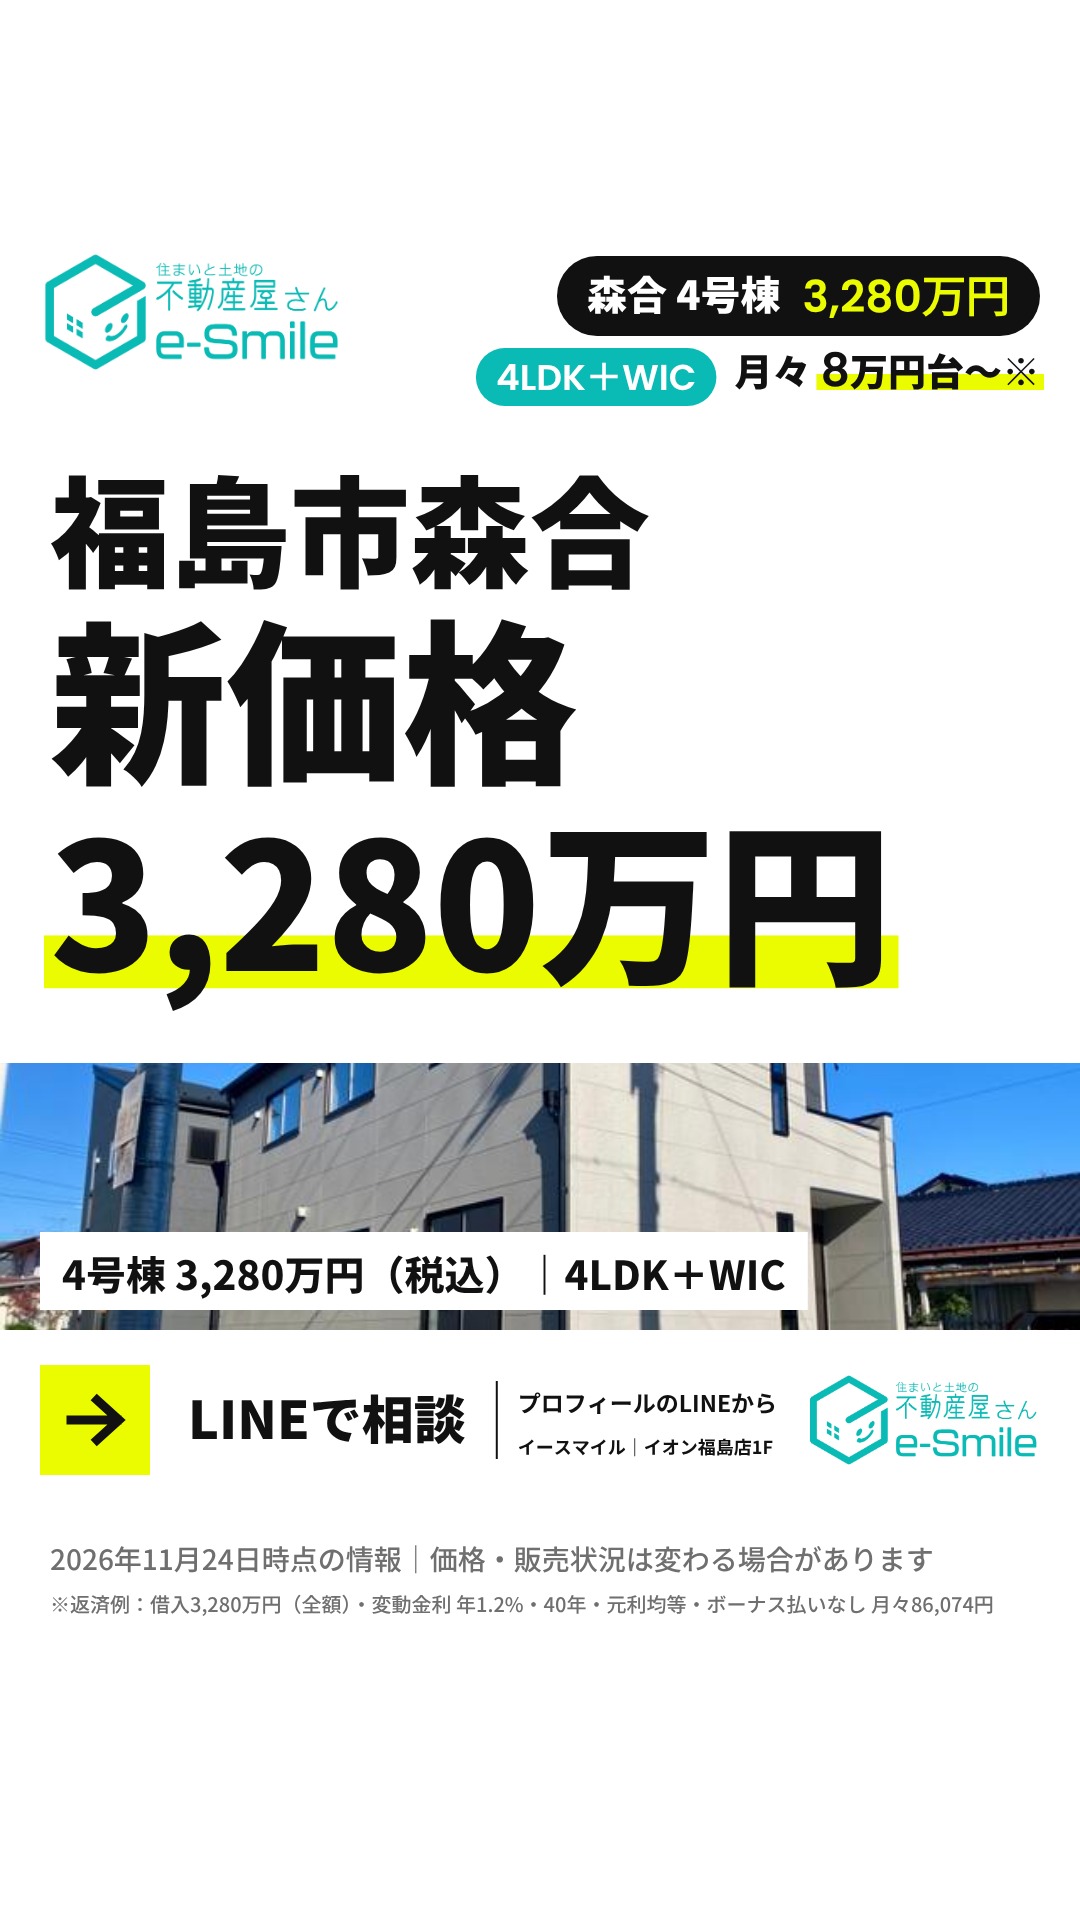 住まいと土地の
不動産屋さん
e-Smile
森合 4号棟 3,280万円
4LDK＋WIC 月々 8万円台〜※
福島市森合
新価格
3,280万円
4号棟 3,280万円（税込）｜4LDK＋WIC
LINEで相談
プロフィールのLINEから
イースマイル｜イオン福島店1F
住まいと土地の
不動産屋さん
e-Smile
2026年11月24日時点の情報｜価格・販売状況は変わる場合があります
※返済例：借入3,280万円（全額）・変動金利 年1.2%・40年・元利均等・ボーナス払いなし 月々86,074円